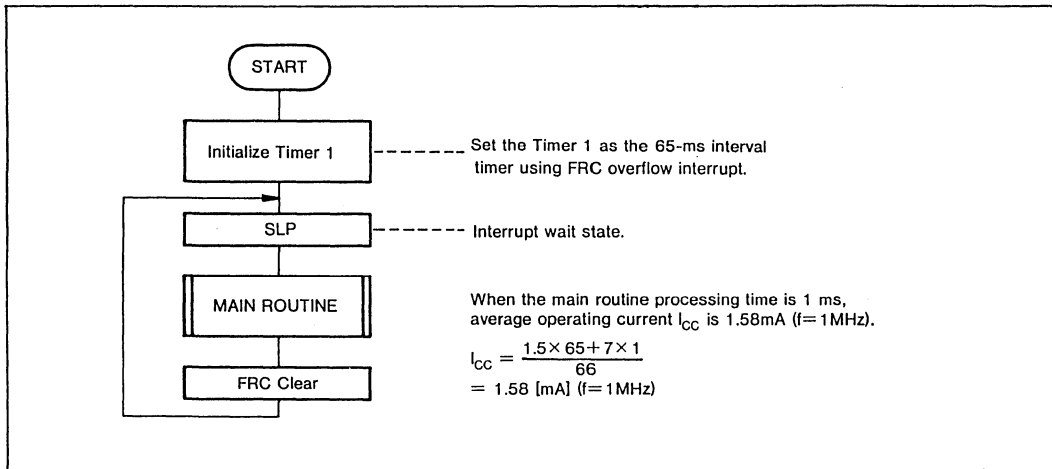 START
Initialize Timer 1
Set the Timer 1 as the 65-ms interval
timer using FRC overflow interrupt.
SLP
Interrupt wait state.
MAIN ROUTINE
When the main routine processing time is 1 ms,
average operating current ICC is 1.58mA (f=1MHz).
ICC = 1.5×65+7×1
66
= 1.58 [mA] (f=1MHz)
FRC Clear